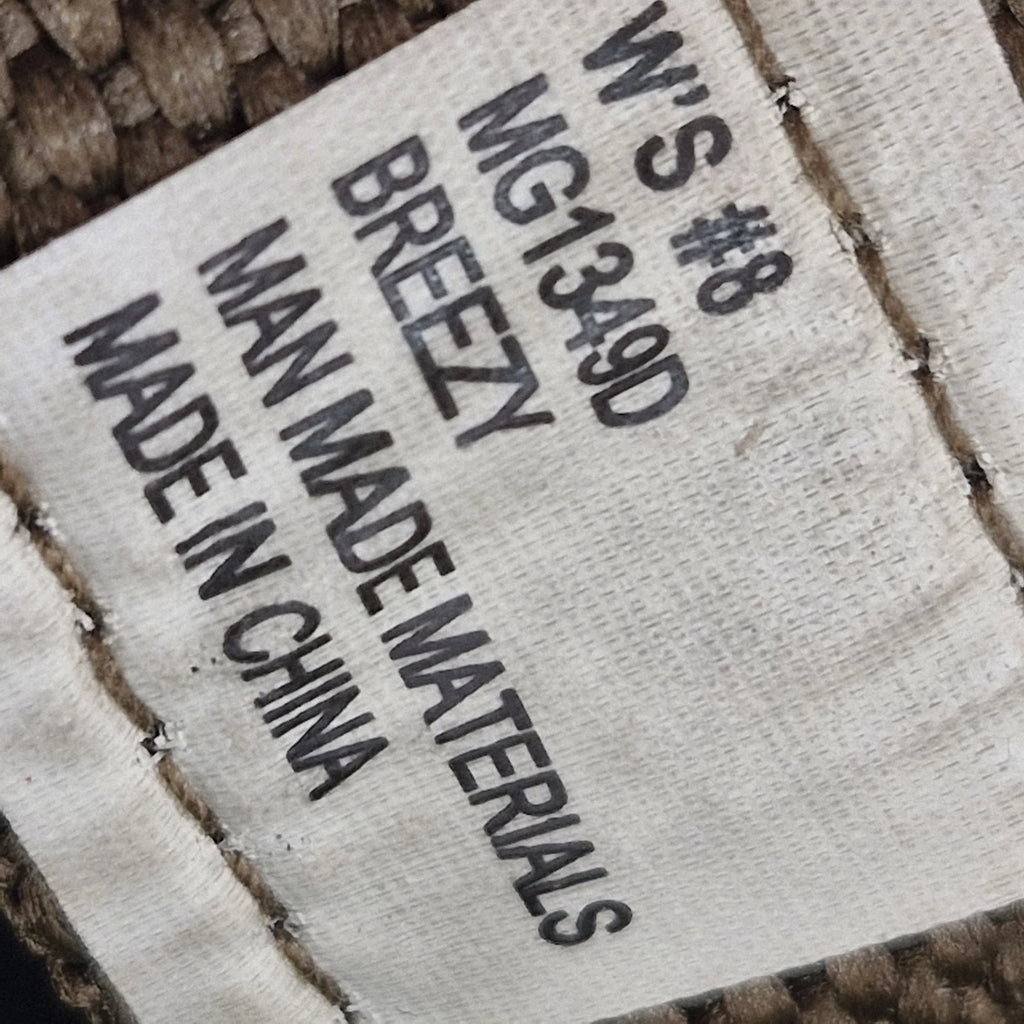 W'S #8
MG1349D
BREEZY
MAN MADE MATERIALS
MADE IN CHINA